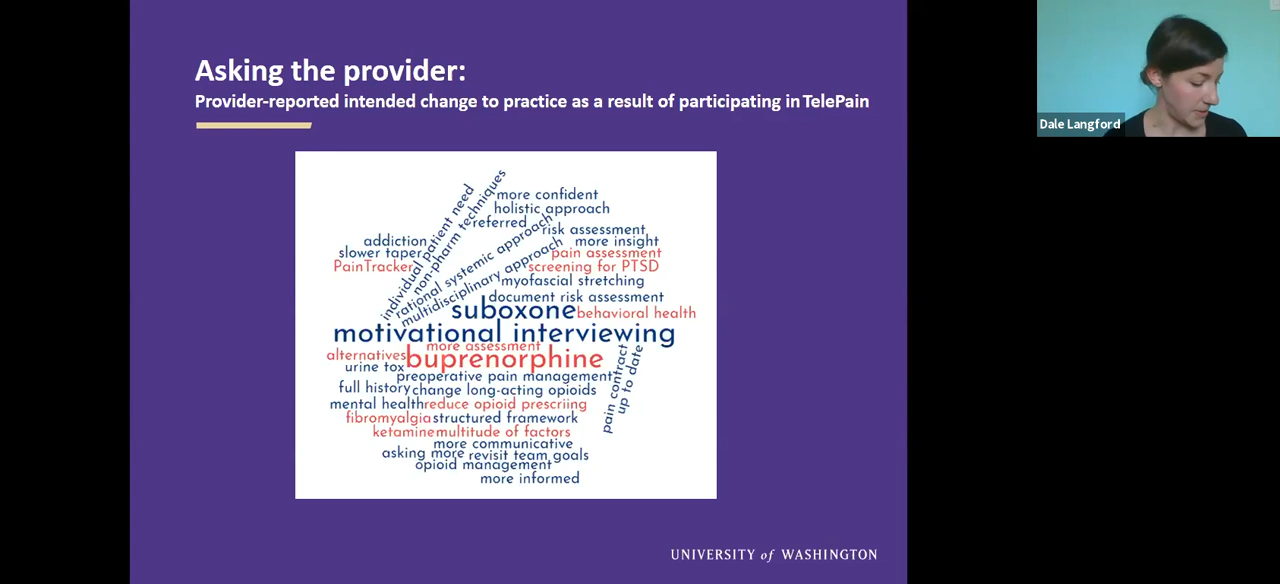 Asking the provider:
Provider-reported intended change to practice as a result of participating in TelePain
Dale Langford
individual patient need
non-pharm techniques
more confident
holistic approach
referred
risk assessment
addiction
more insight
slower taper
rational systemic approach
pain assessment
PainTracker
multidisciplinary approach
screening for PTSD
myofascial stretching
document risk assessment
suboxone
behavioral health
motivational interviewing
more assessment
alternatives
buprenorphine
urine tox
pain contract
up to date
preoperative pain management
full history
change long-acting opioids
mental health
reduce opioid prescriing
fibromyalgia
structured framework
ketamine
multitude of factors
more communicative
asking more
revisit team goals
opioid management
more informed
UNIVERSITY of WASHINGTON